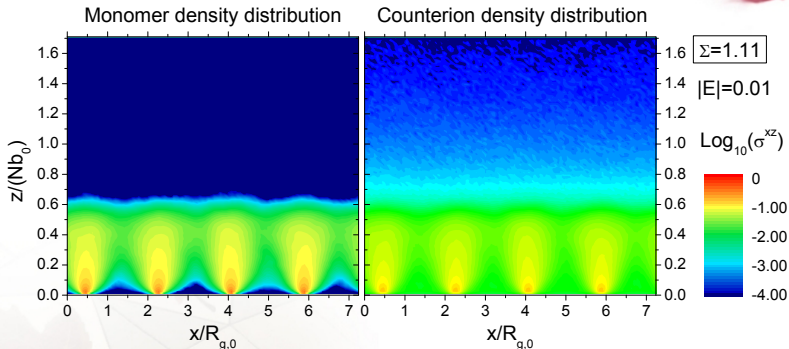 Monomer density distribution
Counterion density distribution
Σ=1.11
|E|=0.01
Log₁₀(σˣᶻ)
0
-1.00
-2.00
-3.00
-4.00
z/(Nb₀)
1.6
1.4
1.2
1.0
0.8
0.6
0.4
0.2
0.0
0 1 2 3 4 5 6 7
x/R_g,0
0 1 2 3 4 5 6 7
x/R_g,0
1.6
1.4
1.2
1.0
0.8
0.6
0.4
0.2
0.0